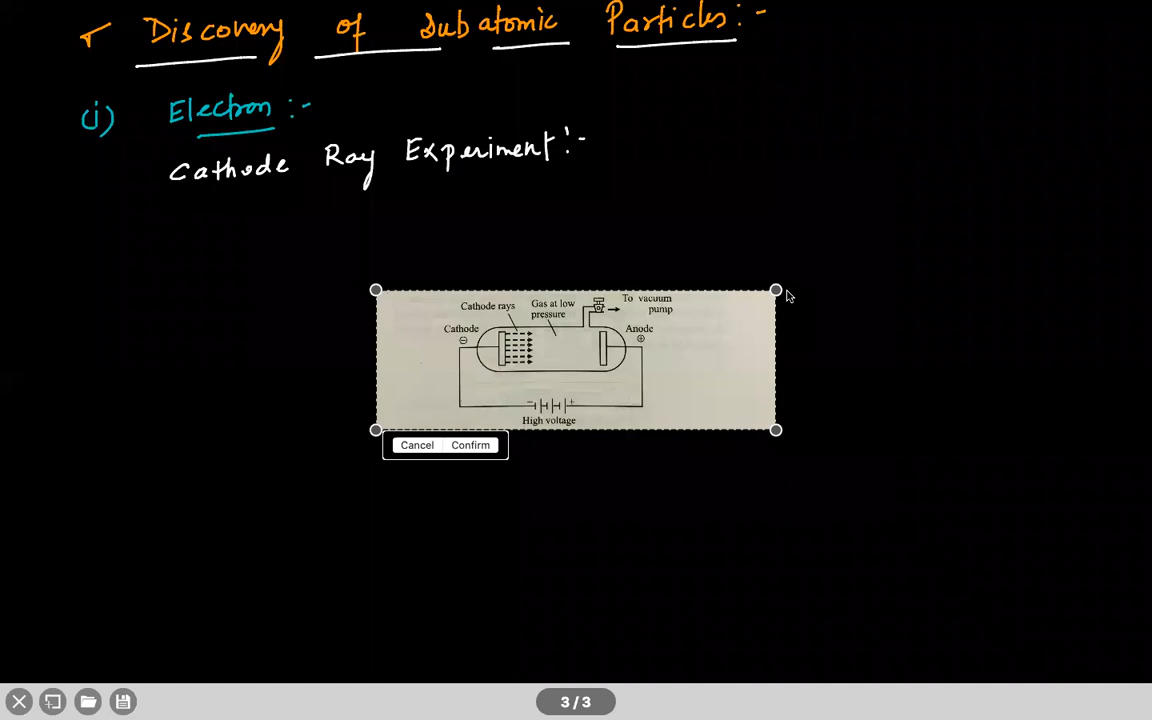 Discovery of Subatomic Particles:-
(i) Electron:-
Cathode Ray Experiment:-
Cathode rays
Gas at low pressure
To vacuum pump
Cathode
⊖
Anode
⊕
− +
High voltage
Cancel Confirm
3/3